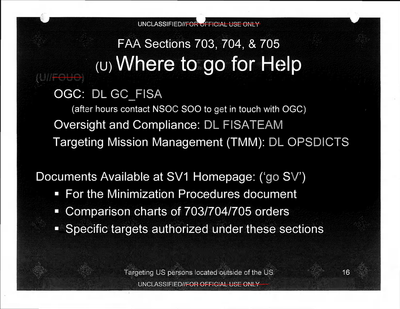 UNCLASSIFIED//FOR OFFICIAL USE ONLY
FAA Sections 703, 704, & 705
(U) Where to go for Help
(U//FOUO)
OGC: DL GC_FISA
(after hours contact NSOC SOO to get in touch with OGC)
Oversight and Compliance: DL FISATEAM
Targeting Mission Management (TMM): DL OPSDICTS
Documents Available at SV1 Homepage: ('go SV')
▪ For the Minimization Procedures document
▪ Comparison charts of 703/704/705 orders
▪ Specific targets authorized under these sections
Targeting US persons located outside of the US
16
UNCLASSIFIED//FOR OFFICIAL USE ONLY